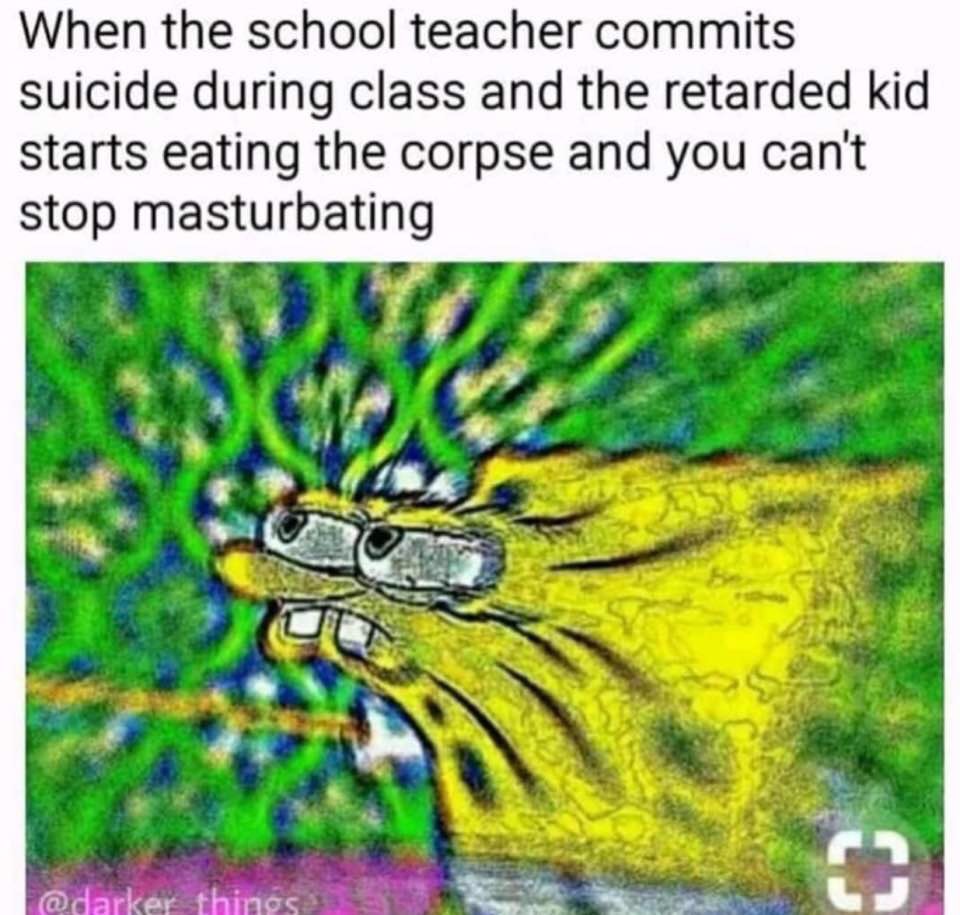 When the school teacher commits
suicide during class and the retarded kid
starts eating the corpse and you can't
stop masturbating
@darker_things